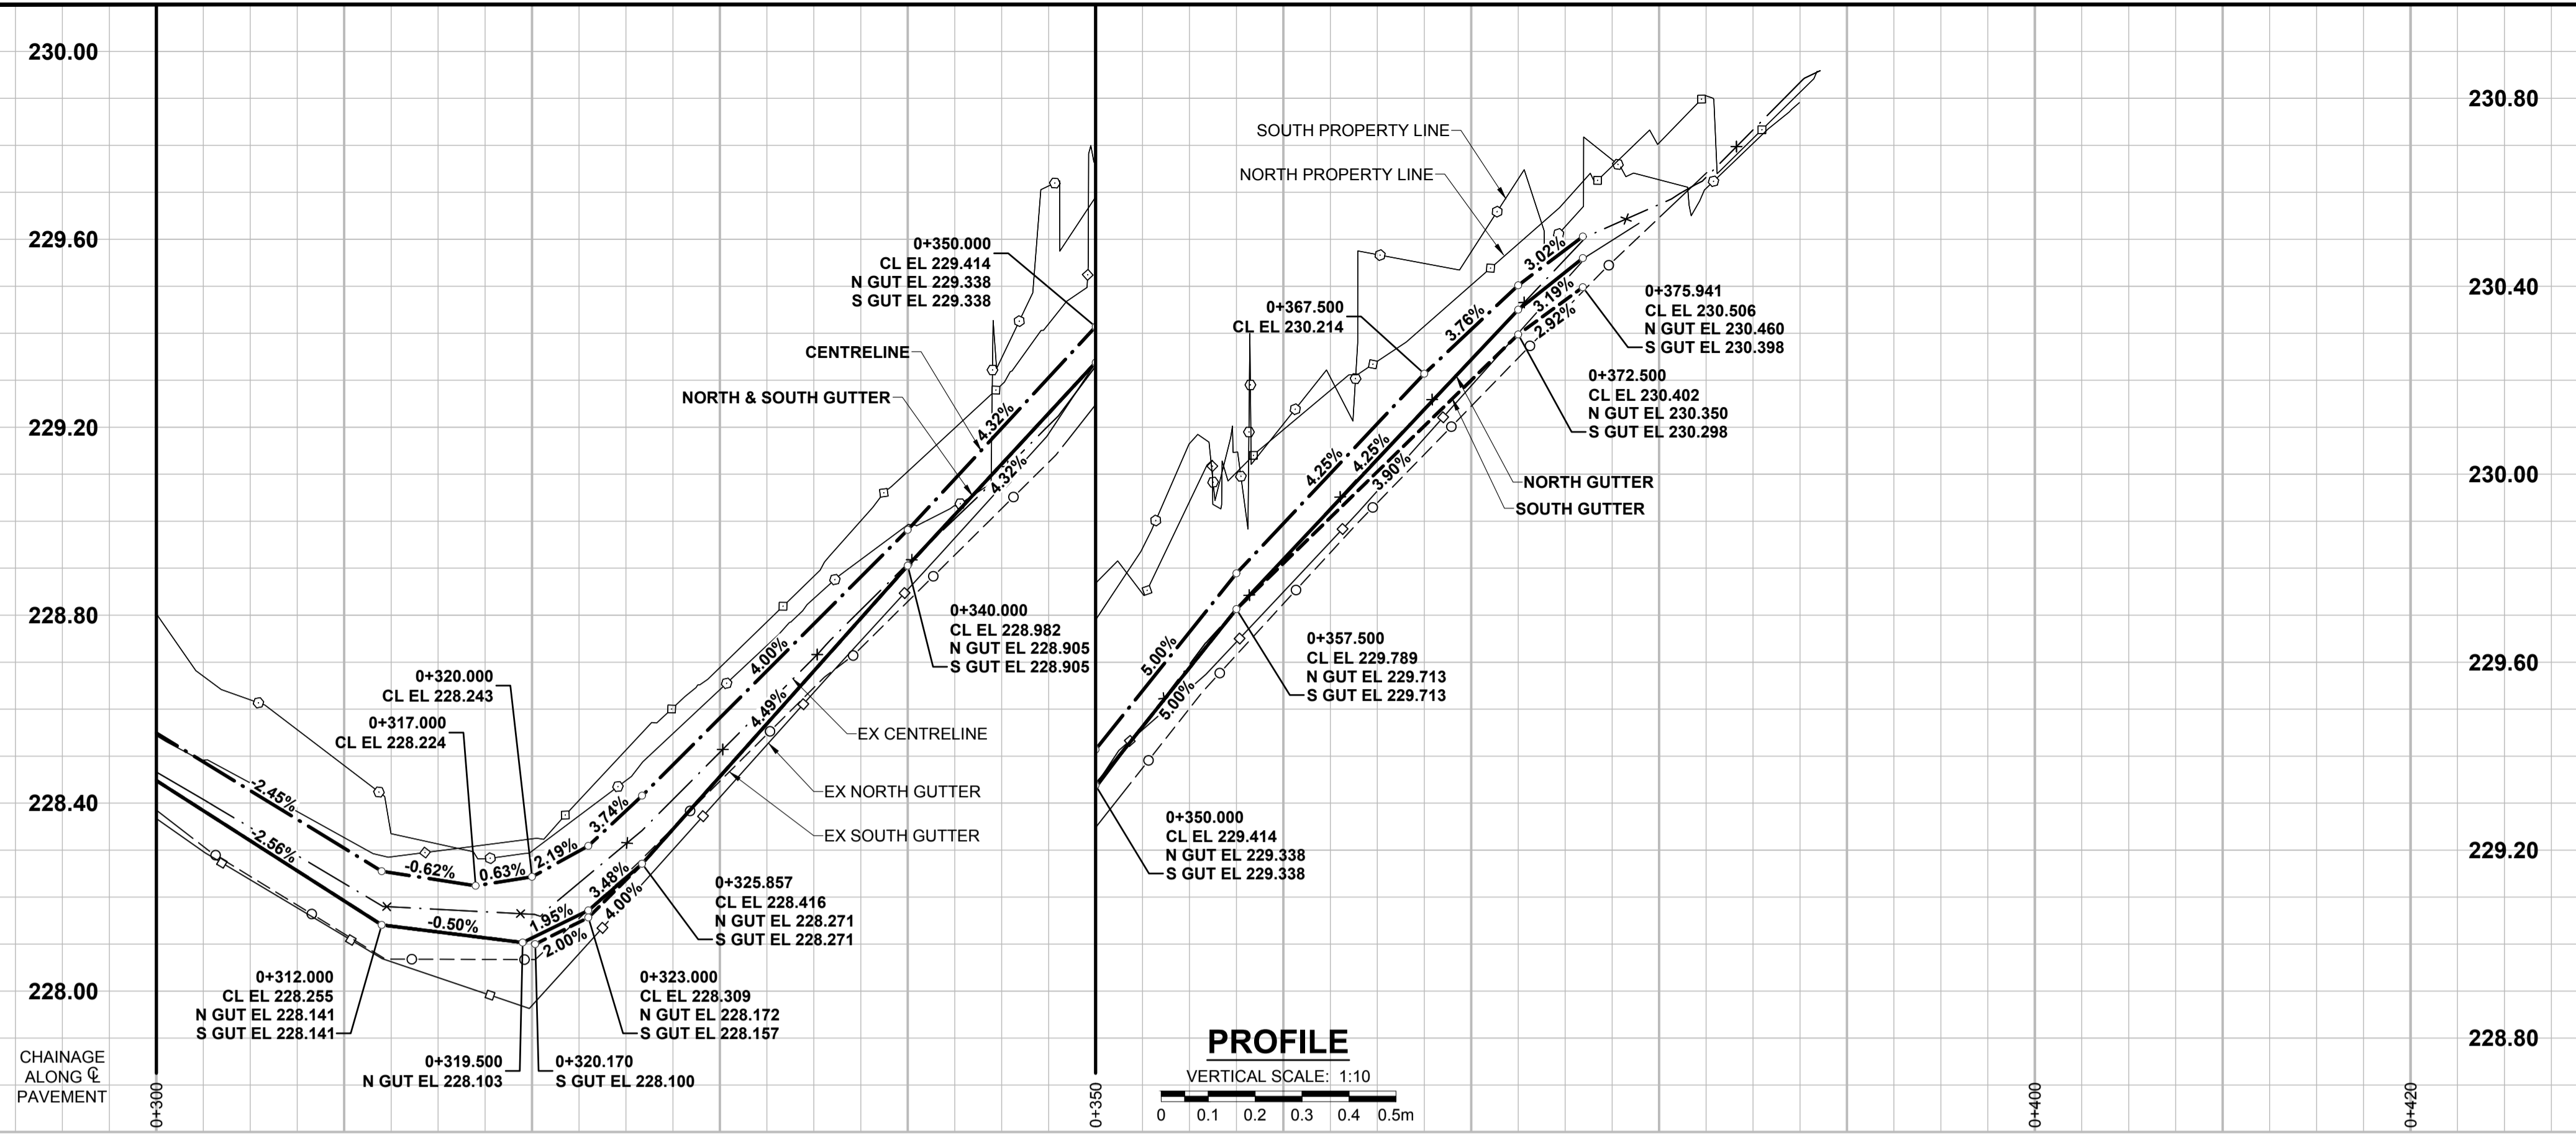 230.00
229.60
229.20
228.80
228.40
228.00
CHAINAGE
ALONG ℄
PAVEMENT
0+300
-2.45%
-2.56%
-0.62%
-0.50%
0.63%
2.19%
3.74%
1.95%
2.00%
3.48%
4.00%
4.00%
4.49%
4.32%
4.32%
0+312.000
CL EL 228.255
N GUT EL 228.141
S GUT EL 228.141
0+317.000
CL EL 228.224
0+320.000
CL EL 228.243
0+319.500
N GUT EL 228.103
0+320.170
S GUT EL 228.100
0+323.000
CL EL 228.309
N GUT EL 228.172
S GUT EL 228.157
0+325.857
CL EL 228.416
N GUT EL 228.271
S GUT EL 228.271
0+340.000
CL EL 228.982
N GUT EL 228.905
S GUT EL 228.905
0+350.000
CL EL 229.414
N GUT EL 229.338
S GUT EL 229.338
CENTRELINE
NORTH & SOUTH GUTTER
EX CENTRELINE
EX NORTH GUTTER
EX SOUTH GUTTER
0+350
SOUTH PROPERTY LINE
NORTH PROPERTY LINE
0+367.500
CL EL 230.214
5.00%
5.00%
4.25%
4.25%
3.90%
3.76%
3.02%
3.19%
2.92%
0+375.941
CL EL 230.506
N GUT EL 230.460
S GUT EL 230.398
0+372.500
CL EL 230.402
N GUT EL 230.350
S GUT EL 230.298
NORTH GUTTER
SOUTH GUTTER
0+357.500
CL EL 229.789
N GUT EL 229.713
S GUT EL 229.713
0+350.000
CL EL 229.414
N GUT EL 229.338
S GUT EL 229.338
PROFILE
VERTICAL SCALE: 1:10
0 0.1 0.2 0.3 0.4 0.5m
0+400
0+420
230.80
230.40
230.00
229.60
229.20
228.80